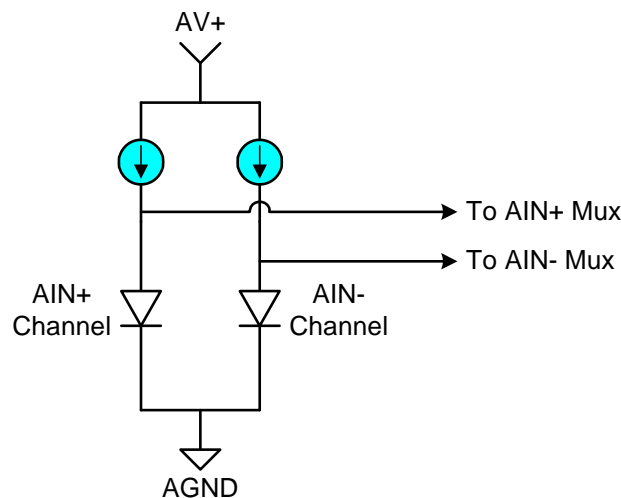 AV+
To AIN+ Mux
To AIN- Mux
AIN+
Channel
AIN-
Channel
AGND